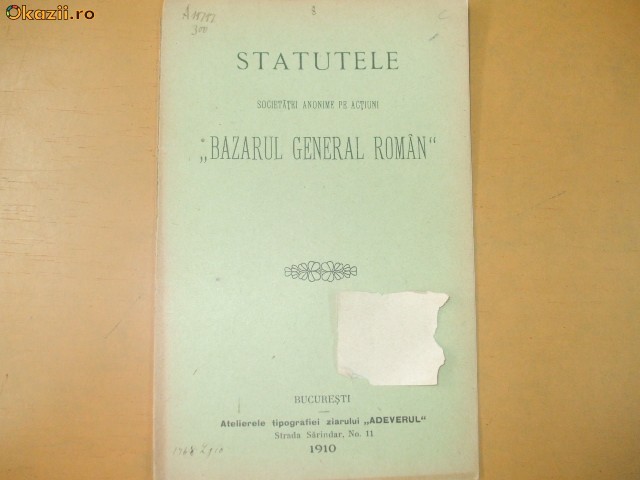 Okazii.ro
STATUTELE
SOCIETĂȚEI ANONIME PE ACȚIUNI
„BAZARUL GENERAL ROMÂN“
BUCUREȘTI
Atelierele tipografiei ziarului „ADEVERUL“
Strada Sărindar, No. 11
1910